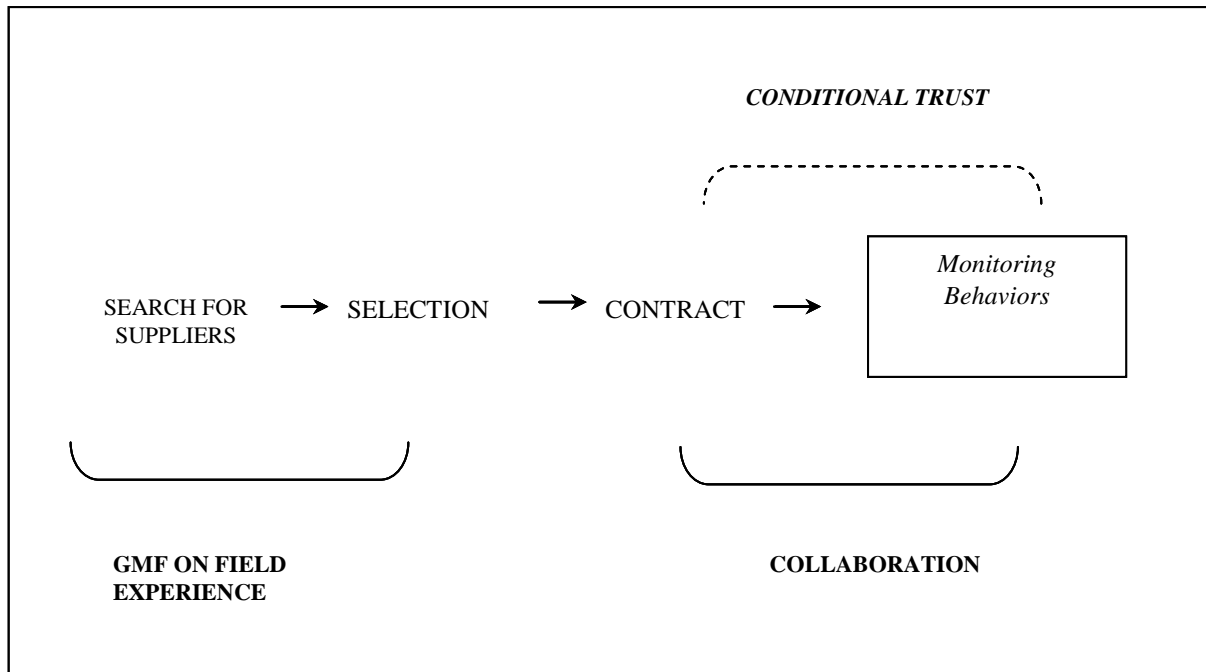 CONDITIONAL TRUST
Monitoring
Behaviors
SEARCH FOR
SUPPLIERS
SELECTION
CONTRACT
GMF ON FIELD
EXPERIENCE
COLLABORATION